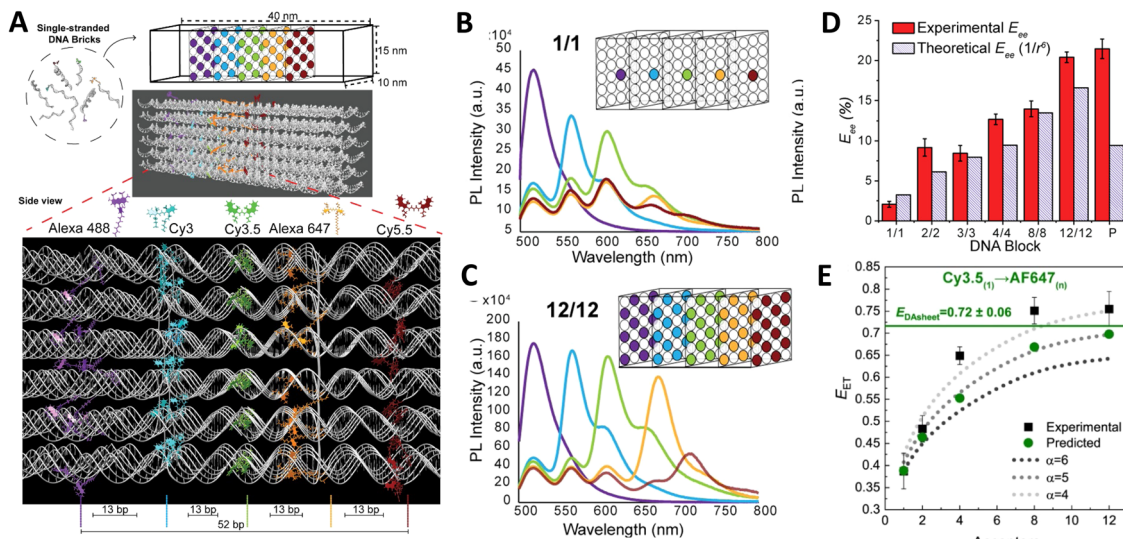 A
Single-stranded
DNA Bricks
40 nm
15 nm
10 nm
Side view
Alexa 488
Cy3
Cy3.5
Alexa 647
Cy5.5
13 bp
13 bp
13 bp
13 bp
52 bp
B
1/1
PL Intensity (a.u.)
x10⁴
50
45
40
35
30
25
20
15
10
5
500
550
600
650
700
750
800
Wavelength (nm)
PL Intensity (a.u.)
C
12/12
PL Intensity (a.u.)
x10⁴
200
180
160
140
120
100
80
60
40
20
0
500
550
600
650
700
750
800
Wavelength (nm)
D
Experimental Eee
Theoretical Eee (1/r⁶)
Eee (%)
25
20
15
10
5
0
1/1
2/2
3/3
4/4
8/8
12/12
P
DNA Block
E
Cy3.5(1)→AF647(n)
EDAsheet=0.72 ± 0.06
EET
0.85
0.8
0.75
0.7
0.65
0.6
0.55
0.5
0.45
0.4
0.35
0.3
Experimental
Predicted
α=6
α=5
α=4
0
2
4
6
8
10
12